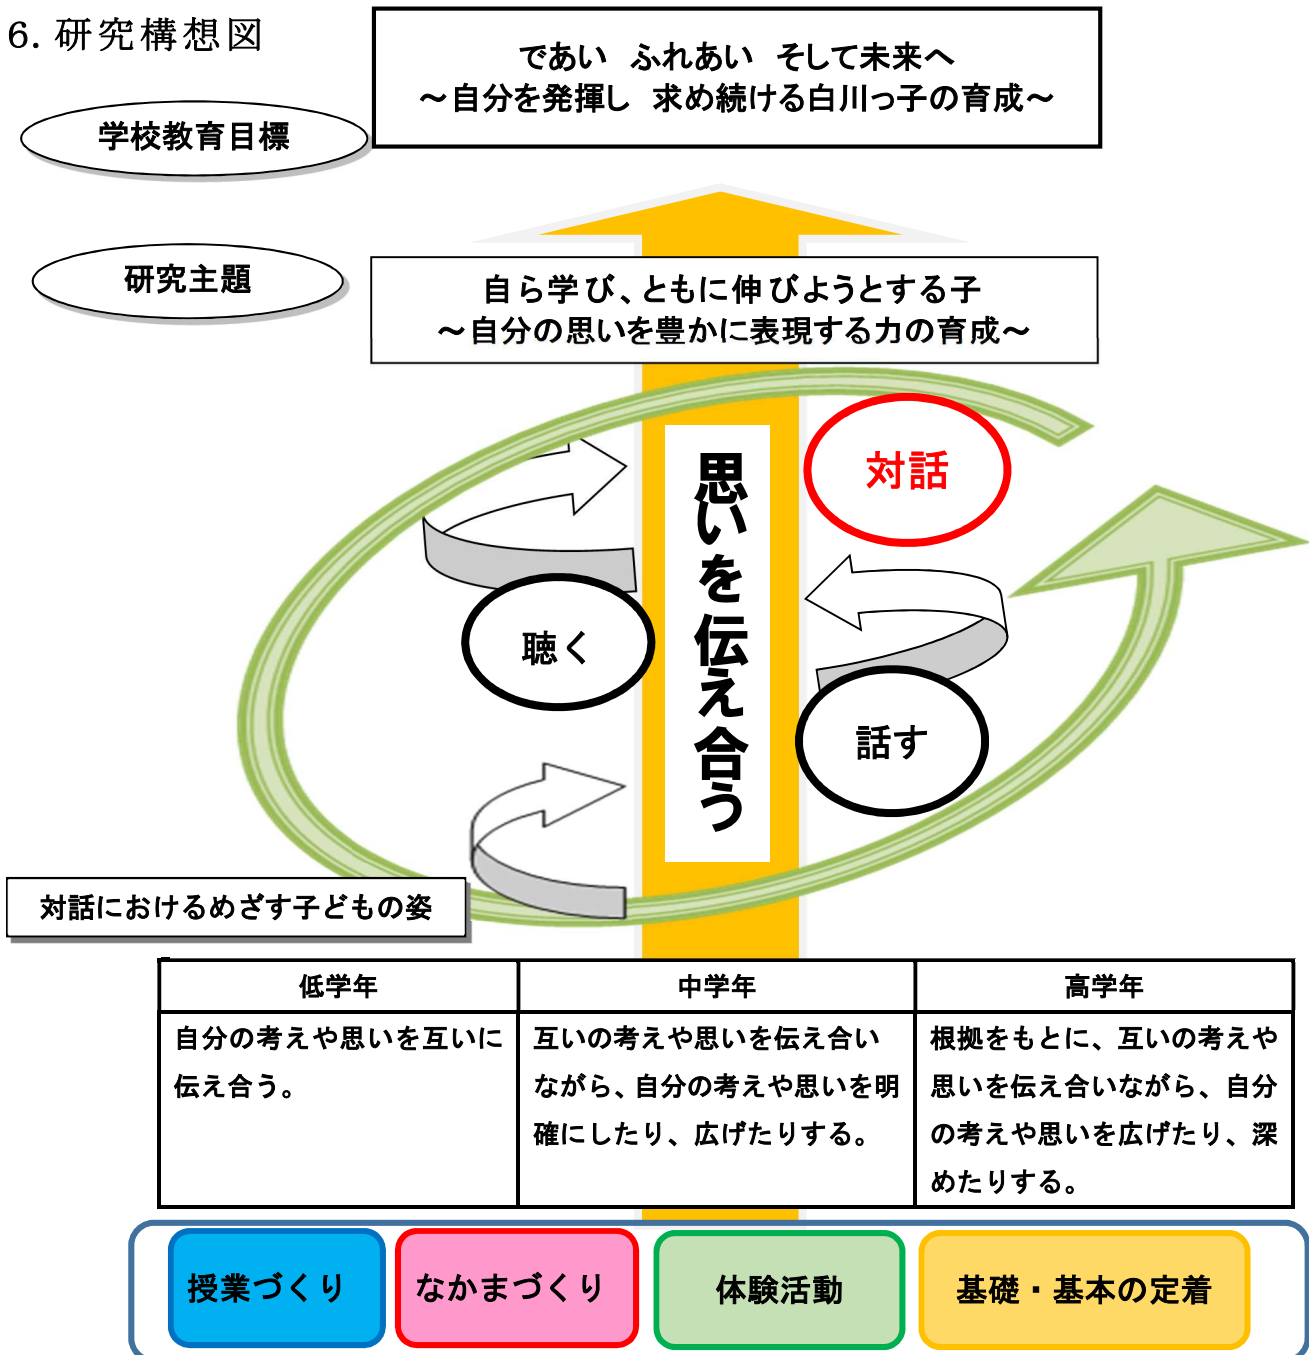 6. 研究構想図
であい ふれあい そして未来へ
～自分を発揮し 求め続ける白川っ子の育成～
学校教育目標
研究主題
自ら学び、ともに伸びようとする子
～自分の思いを豊かに表現する力の育成～
対話
思いを伝え合う
聴く
話す
対話におけるめざす子どもの姿
低学年
中学年
高学年
自分の考えや思いを互いに
伝え合う。
互いの考えや思いを伝え合い
ながら、自分の考えや思いを明
確にしたり、広げたりする。
根拠をもとに、互いの考えや
思いを伝え合いながら、自分
の考えや思いを広げたり、深
めたりする。
授業づくり
なかまづくり
体験活動
基礎・基本の定着